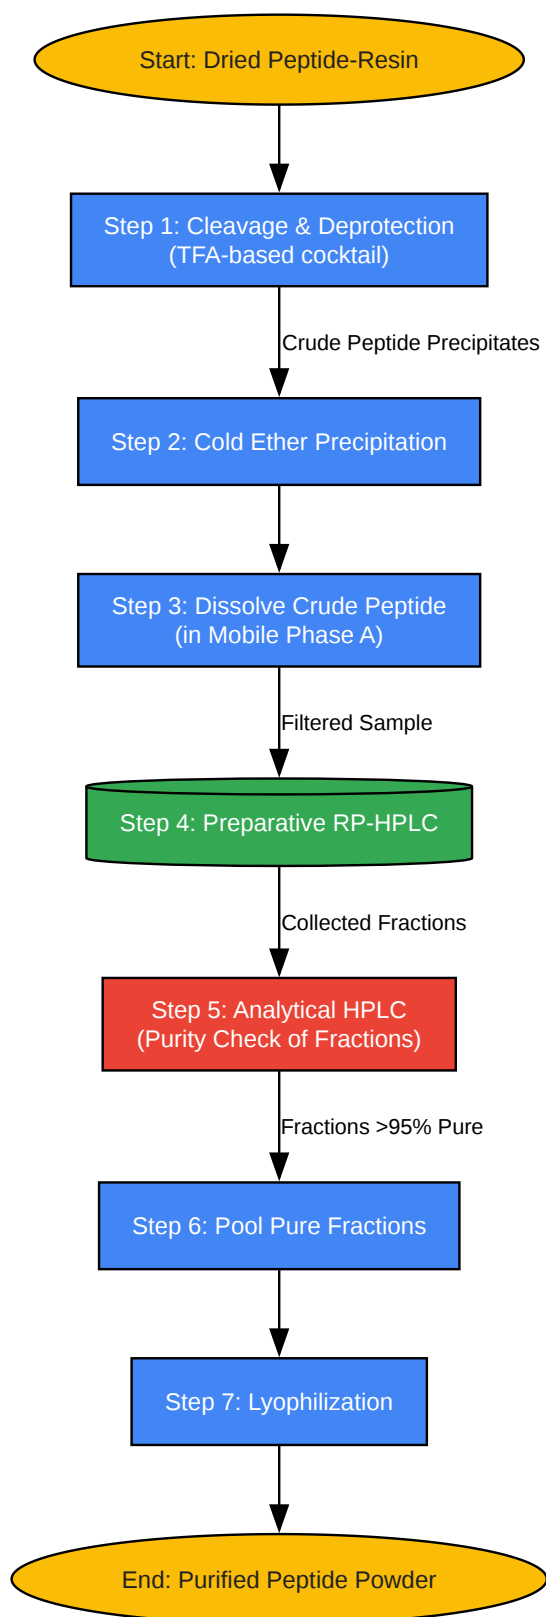 Start: Dried Peptide-Resin
Step 1: Cleavage & Deprotection
(TFA-based cocktail)
Crude Peptide Precipitates
Step 2: Cold Ether Precipitation
Step 3: Dissolve Crude Peptide
(in Mobile Phase A)
Filtered Sample
Step 4: Preparative RP-HPLC
Collected Fractions
Step 5: Analytical HPLC
(Purity Check of Fractions)
Fractions >95% Pure
Step 6: Pool Pure Fractions
Step 7: Lyophilization
End: Purified Peptide Powder